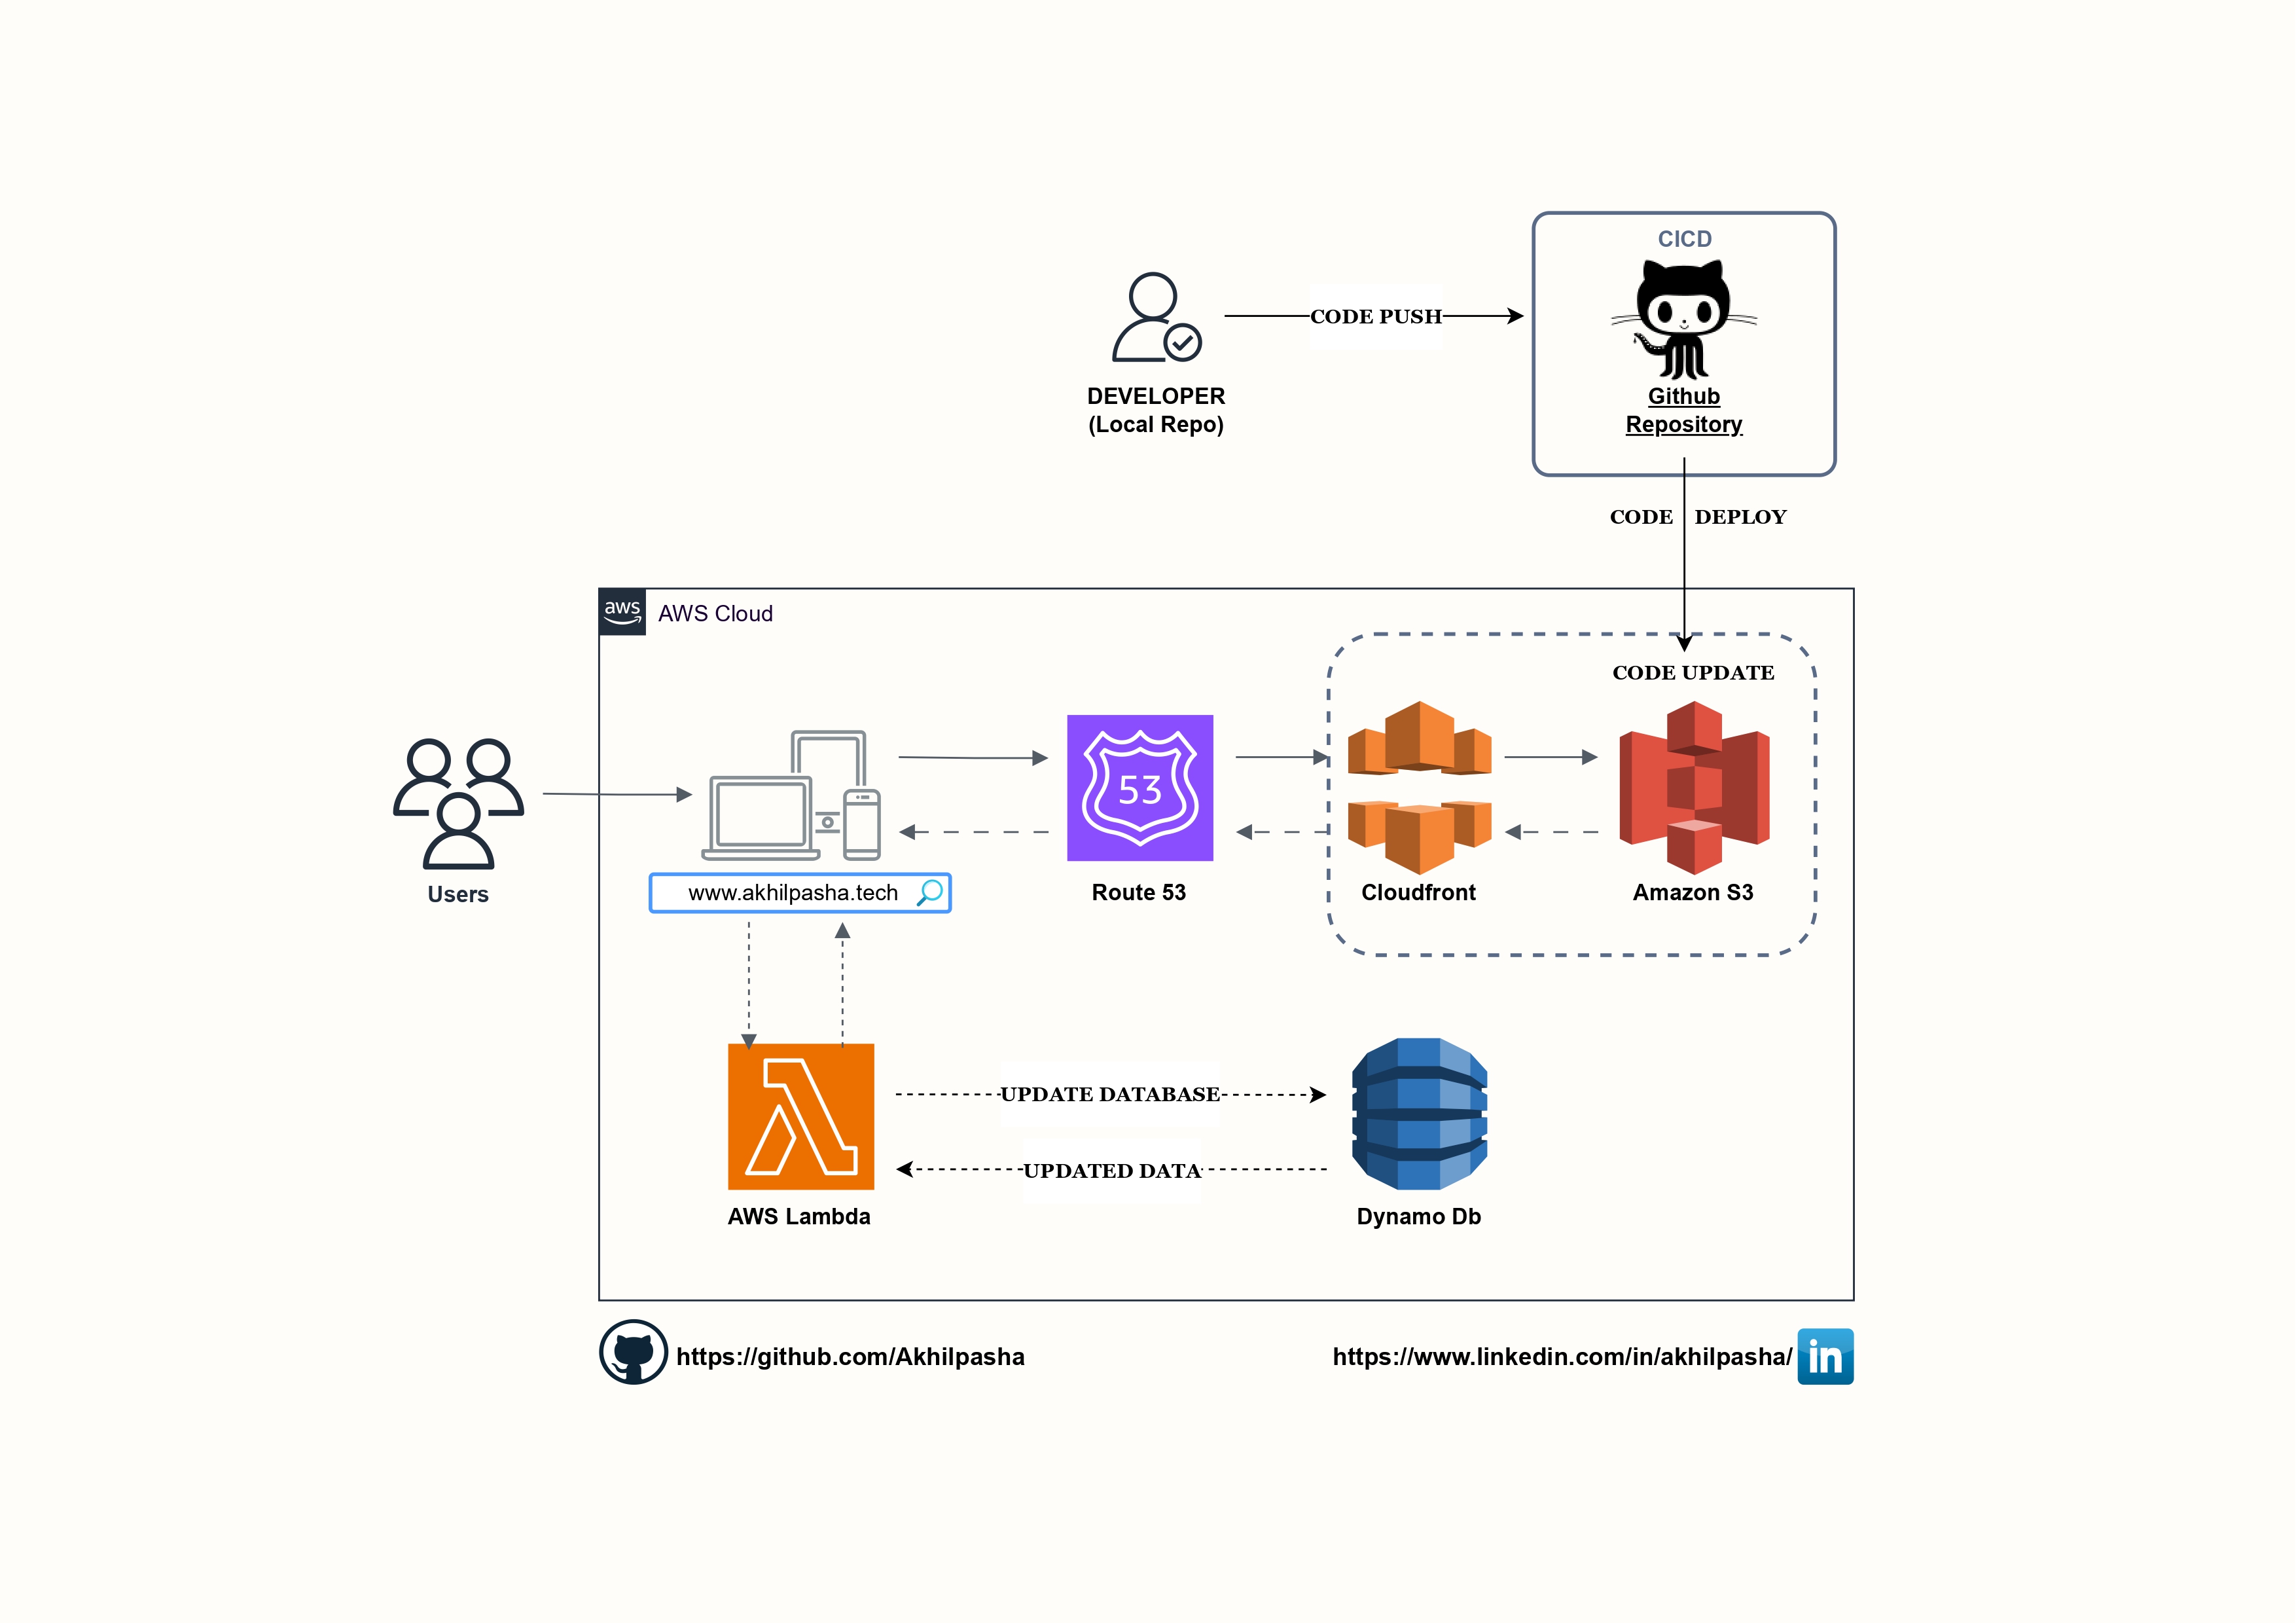 CICD
CODE PUSH
DEVELOPER
(Local Repo)
Github
Repository
CODE DEPLOY
aws
AWS Cloud
CODE UPDATE
53
Users
www.akhilpasha.tech
Route 53
Cloudfront
Amazon S3
UPDATE DATABASE
UPDATED DATA
AWS Lambda
Dynamo Db
https://github.com/Akhilpasha
https://www.linkedin.com/in/akhilpasha/
in